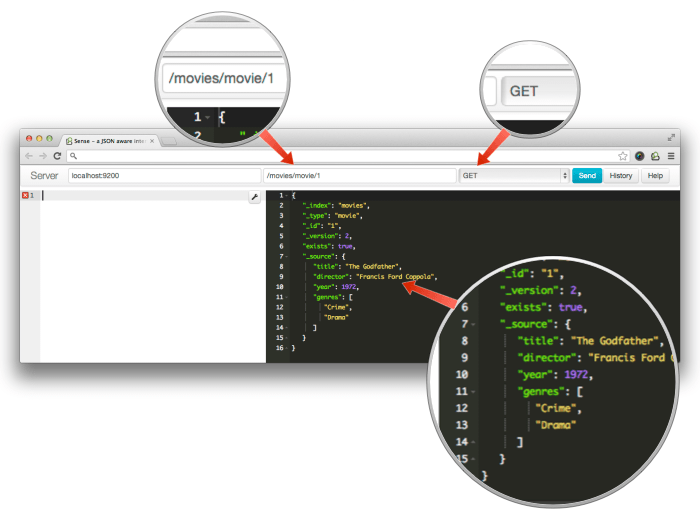 /movies/movie/1
1 {
2
GET
Sense - a JSON aware
Server localhost:9200 /movies/movie/1 GET Send History Help
1
1 {
2 "_index": "movies",
3 "_type": "movie",
4 "_id": "1",
5 "_version": 2,
6 "exists": true,
7 "_source": {
8 "title": "The Godfather",
9 "director": "Francis Ford Coppola",
10 "year": 1972,
11 "genres": [
12 "Crime",
13 "Drama"
14 ]
15 }
16 }
"_id": "1",
"_version": 2,
6 "exists": true,
7 "_source": {
8 "title": "The Godfather",
9 "director": "Francis Ford
10 "year": 1972,
11 "genres": [
12 "Crime",
13 "Drama"
14 ]
15 }
}